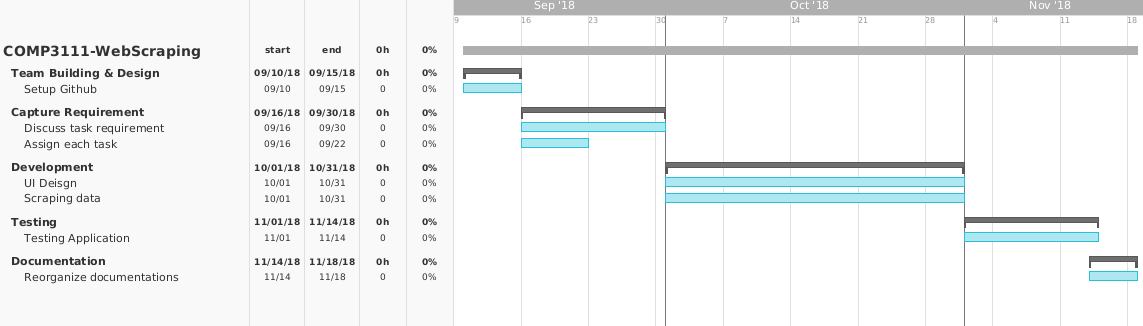 Sep '18 Oct '18 Nov '18
9 16 23 30 7 14 21 28 4 11 18
COMP3111-WebScraping start end 0h 0%
Team Building & Design 09/10/18 09/15/18 0h 0%
Setup Github 09/10 09/15 0 0%
Capture Requirement 09/16/18 09/30/18 0h 0%
Discuss task requirement 09/16 09/30 0 0%
Assign each task 09/16 09/22 0 0%
Development 10/01/18 10/31/18 0h 0%
UI Deisgn 10/01 10/31 0 0%
Scraping data 10/01 10/31 0 0%
Testing 11/01/18 11/14/18 0h 0%
Testing Application 11/01 11/14 0 0%
Documentation 11/14/18 11/18/18 0h 0%
Reorganize documentations 11/14 11/18 0 0%